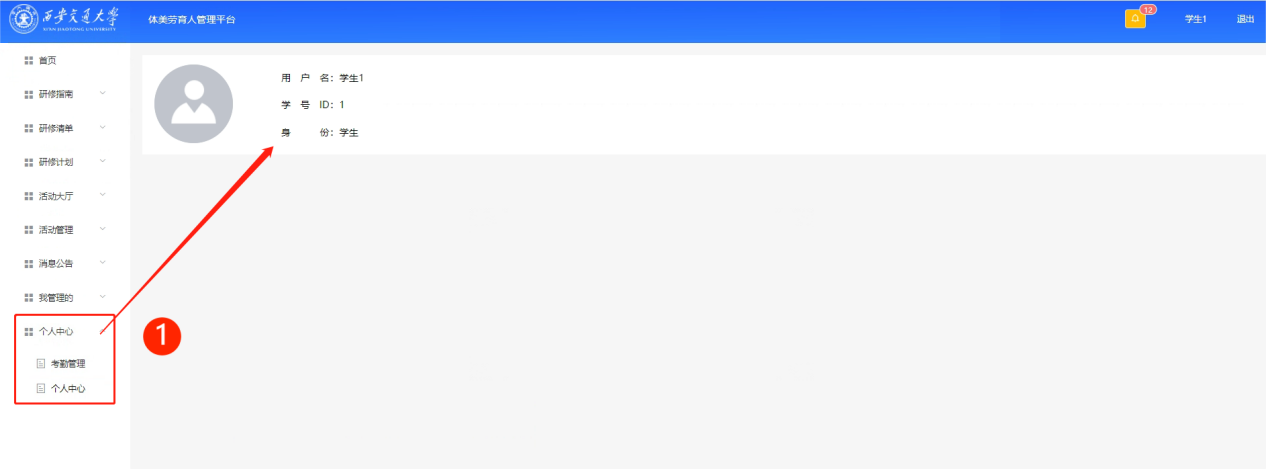 西安交通大学
XI'AN JIAOTONG UNIVERSITY
体美劳育人管理平台
12
学生1
退出
首页
研修指南
研修清单
研修计划
活动大厅
活动管理
消息公告
我管理的
个人中心
考勤管理
个人中心
用 户 名：学生1
学 号 ID：1
身 份：学生
1